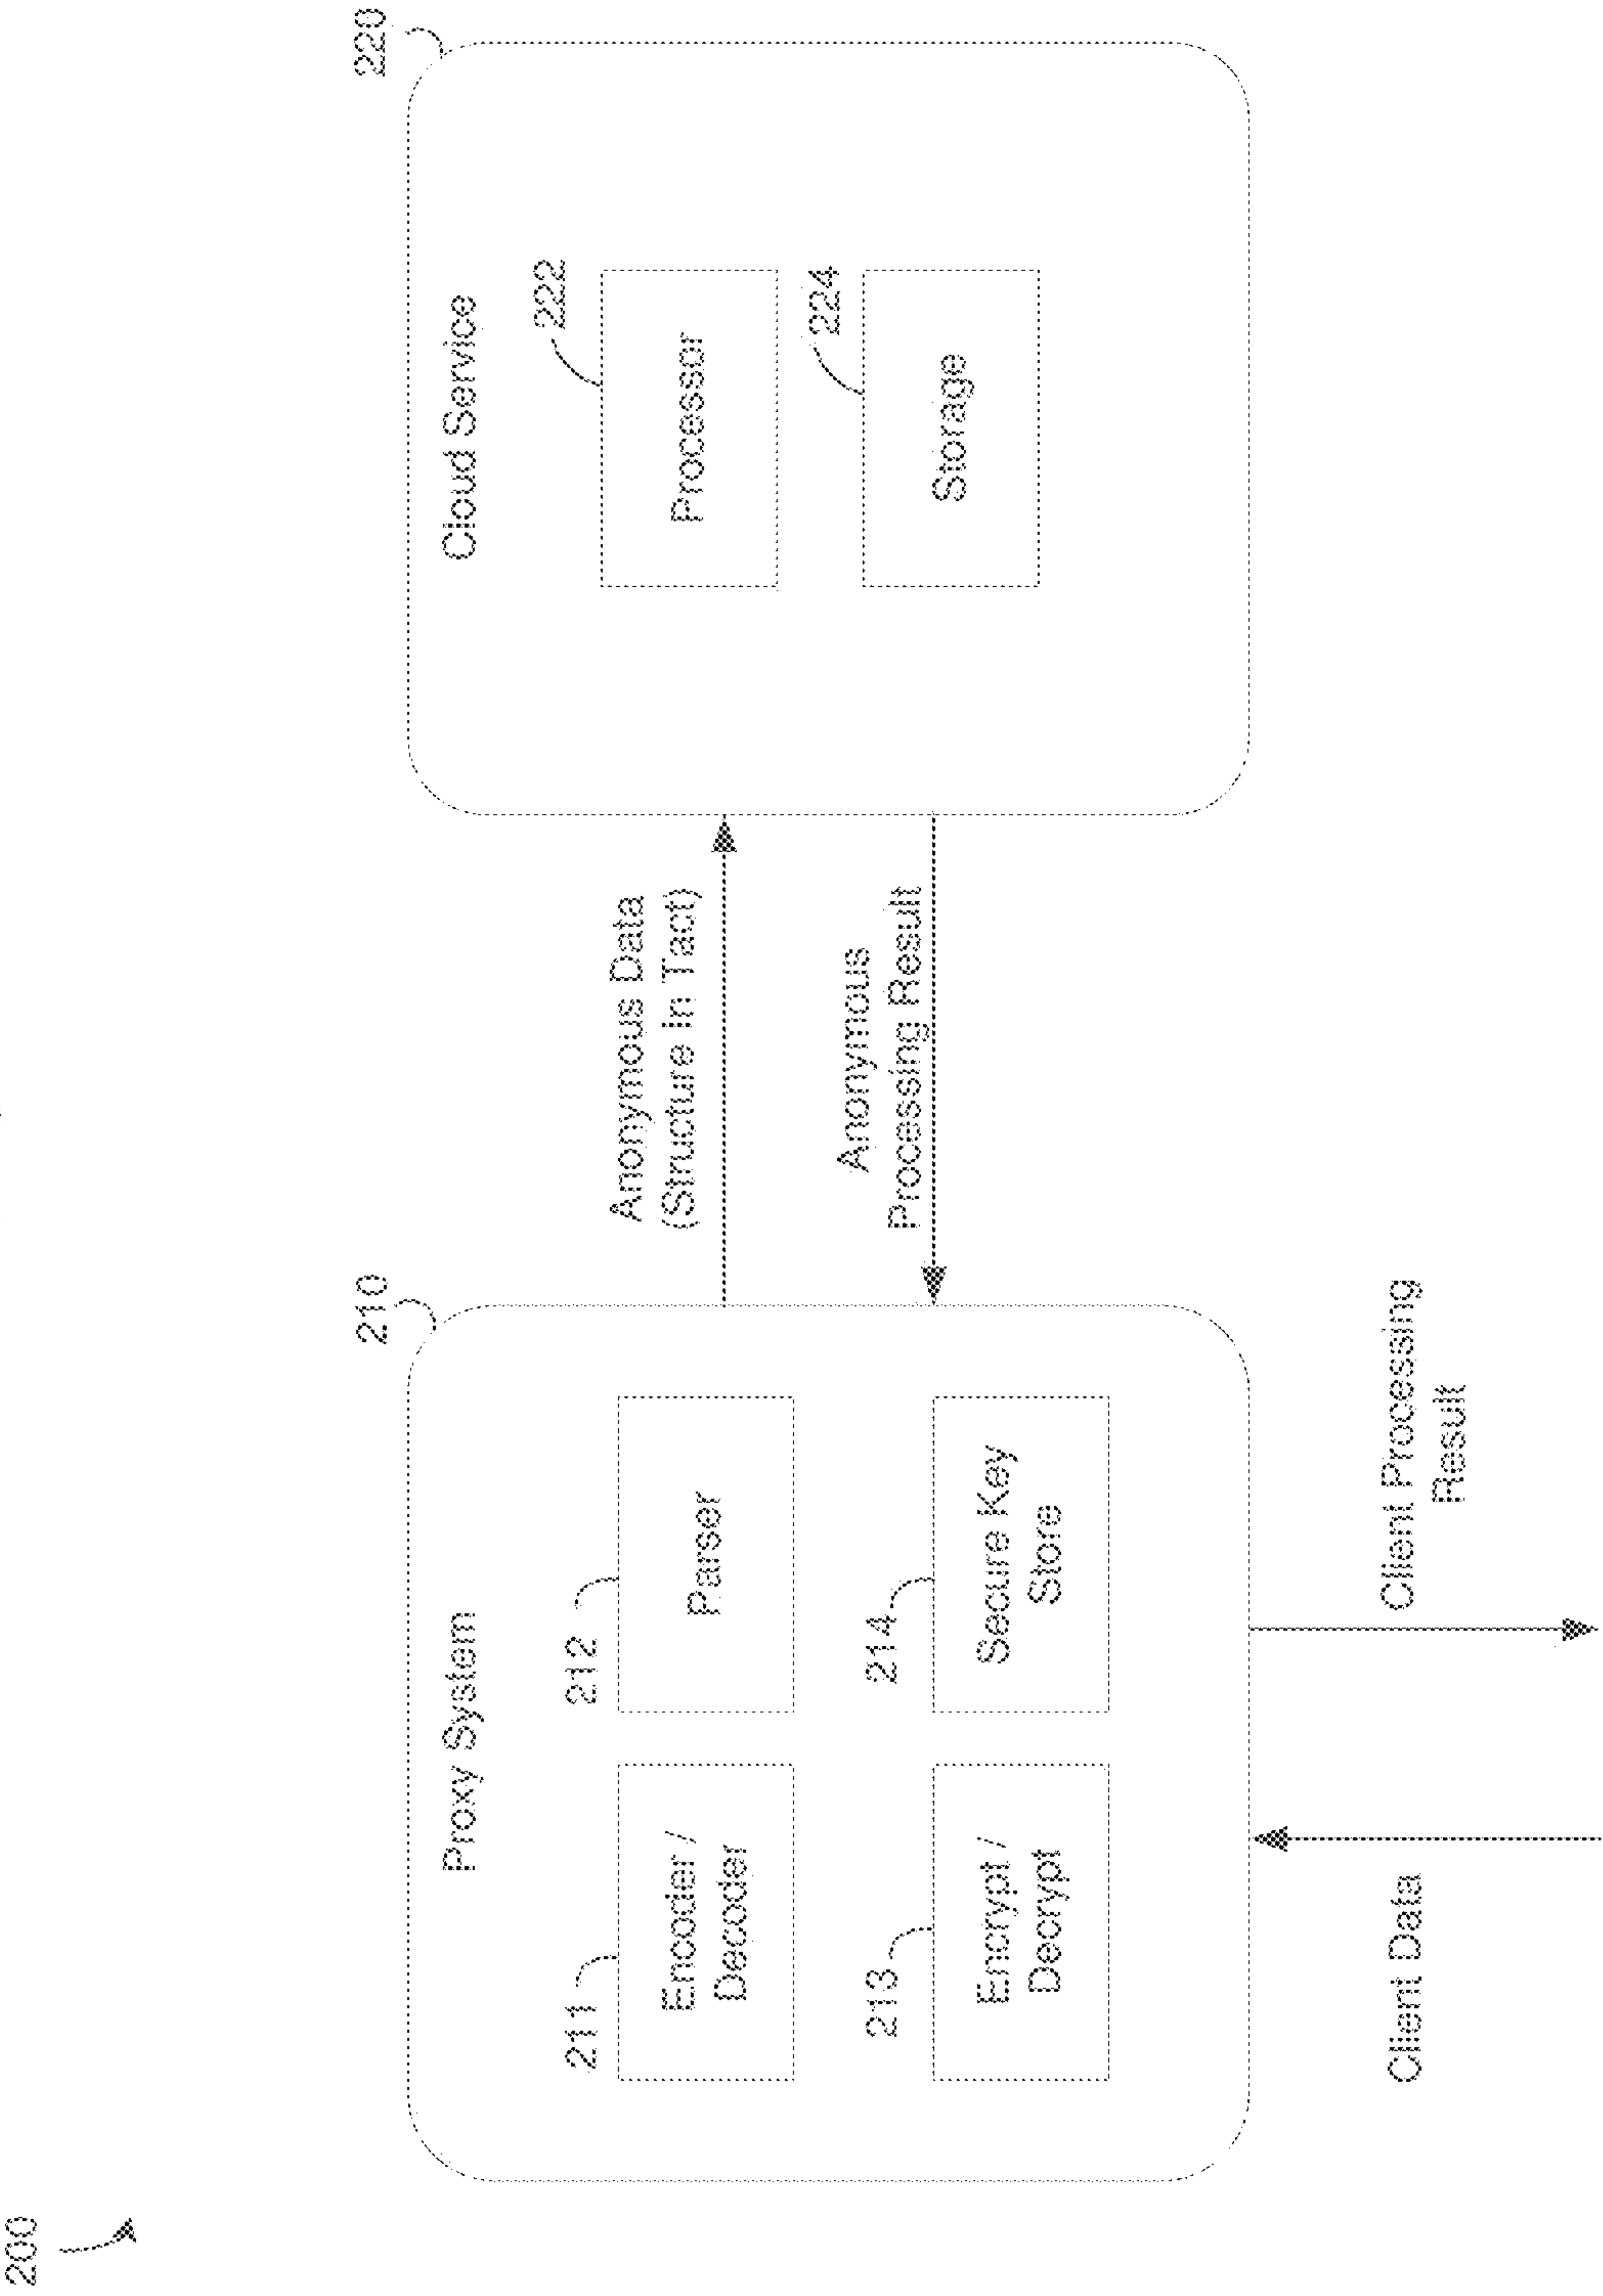 200
Proxy System
210
211
Encoder /
Decoder
212
Parser
213
Encrypt /
Decrypt
214
Secure Key
Store
Client Data
Client Processing
Result
Anonymous Data
(Structure In Tact)
Anonymous
Processing Result
Cloud Service
220
222
Processor
224
Storage